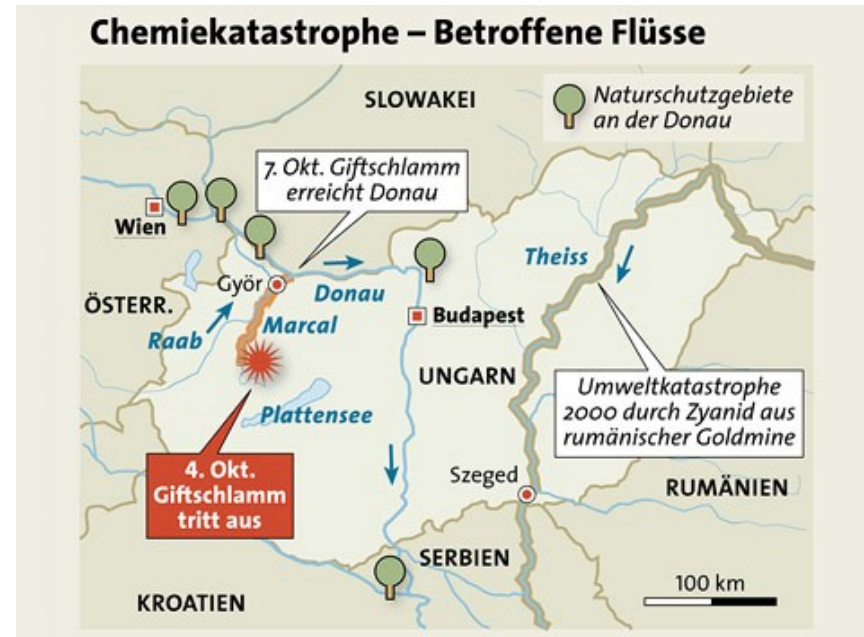 Chemiekatastrophe – Betroffene Flüsse
SLOWAKEI
Naturschutzgebiete
an der Donau
7. Okt. Giftschlamm
erreicht Donau
Wien
Theiss
Györ
Donau
ÖSTERR.
Raab
Marcal
Budapest
UNGARN
Plattensee
Umweltkatastrophe
2000 durch Zyanid aus
rumänischer Goldmine
4. Okt.
Giftschlamm
tritt aus
Szeged
RUMÄNIEN
SERBIEN
100 km
KROATIEN